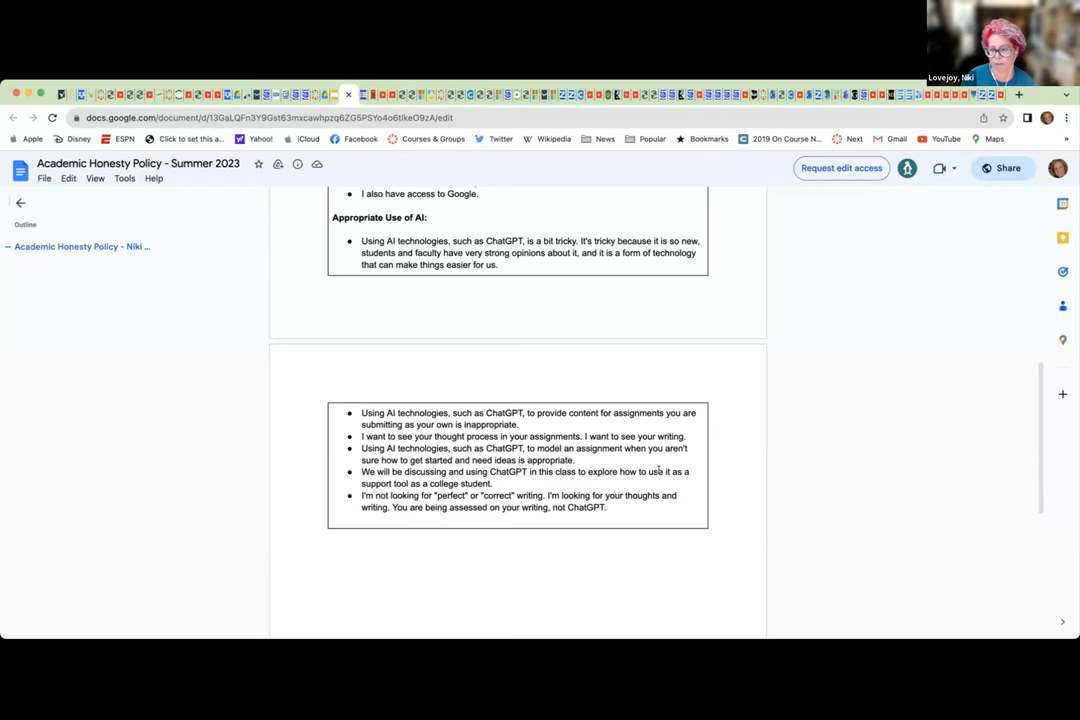 Lovejoy, Niki
docs.google.com/document/d/13GaLQFn3Y9Gst63mxcawhpzq6ZG5PSYo4o6tlkeO9zA/edit
Apple Disney ESPN Click to set this a... Yahoo! iCloud Facebook Courses & Groups Twitter Wikipedia News Popular Bookmarks 2019 On Course N... Next Gmail YouTube Maps »
Academic Honesty Policy - Summer 2023
File Edit View Tools Help
Request edit access
Share
Outline
Academic Honesty Policy - Niki ...
• I also have access to Google.
Appropriate Use of AI:
• Using AI technologies, such as ChatGPT, is a bit tricky. It's tricky because it is so new,
students and faculty have very strong opinions about it, and it is a form of technology
that can make things easier for us.
• Using AI technologies, such as ChatGPT, to provide content for assignments you are
submitting as your own is inappropriate.
• I want to see your thought process in your assignments. I want to see your writing.
• Using AI technologies, such as ChatGPT, to model an assignment when you aren't
sure how to get started and need ideas is appropriate.
• We will be discussing and using ChatGPT in this class to explore how to use it as a
support tool as a college student.
• I'm not looking for "perfect" or "correct" writing. I'm looking for your thoughts and
writing. You are being assessed on your writing, not ChatGPT.